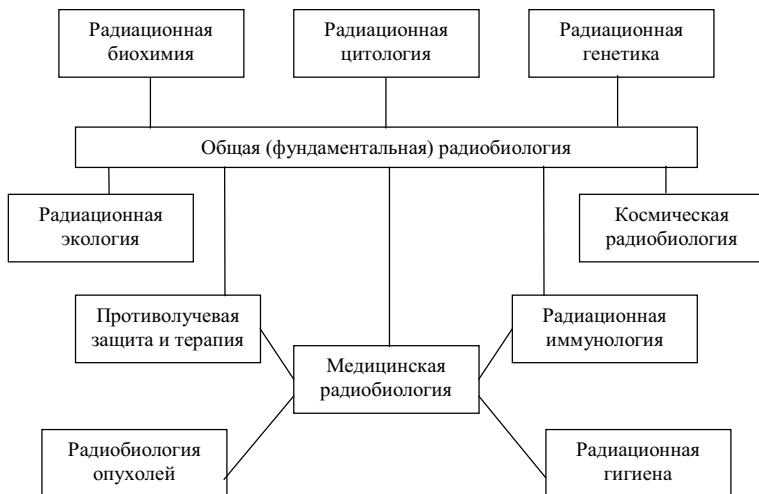 Радиационная
биохимия
Радиационная
цитология
Радиационная
генетика
Общая (фундаментальная) радиобиология
Радиационная
экология
Космическая
радиобиология
Противолучевая
защита и терапия
Радиационная
иммунология
Медицинская
радиобиология
Радиобиология
опухолей
Радиационная
гигиена